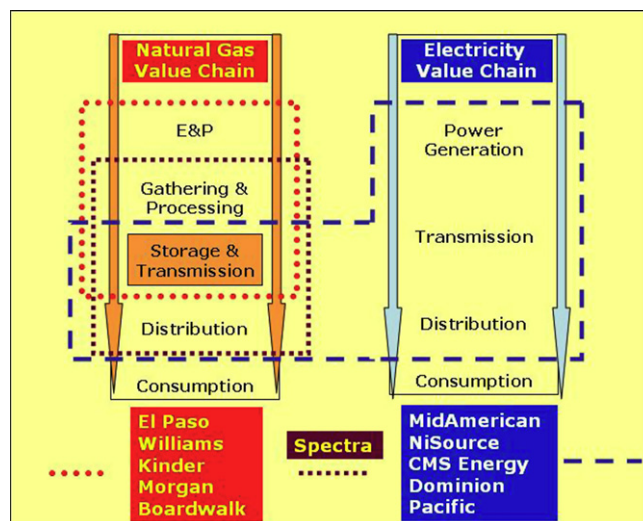 Natural Gas
Value Chain
E&P
Gathering &
Processing
Storage &
Transmission
Distribution
Consumption
Electricity
Value Chain
Power
Generation
Transmission
Distribution
Consumption
El Paso
Williams
Kinder
Morgan
Boardwalk
Spectra
MidAmerican
NiSource
CMS Energy
Dominion
Pacific